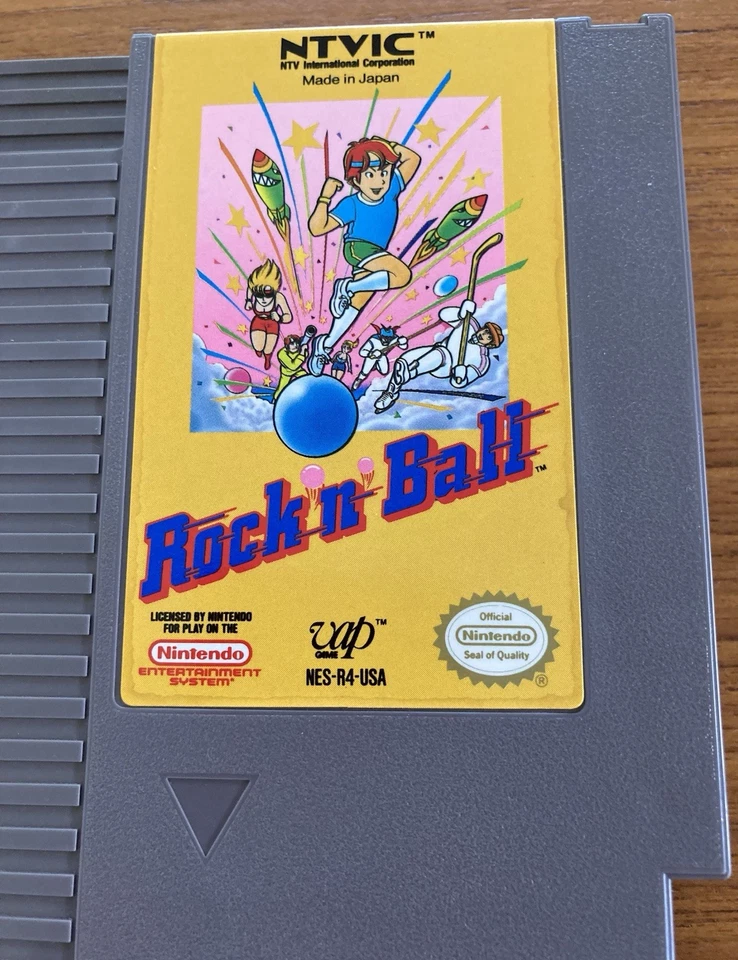 NTVIC™
NTV International Corporation
Made in Japan
Rock'n' Ball™
LICENSED BY NINTENDO
FOR PLAY ON THE
Nintendo
ENTERTAINMENT
SYSTEM®
vap™
GAME
NES-R4-USA
Official
Nintendo
Seal of Quality
®